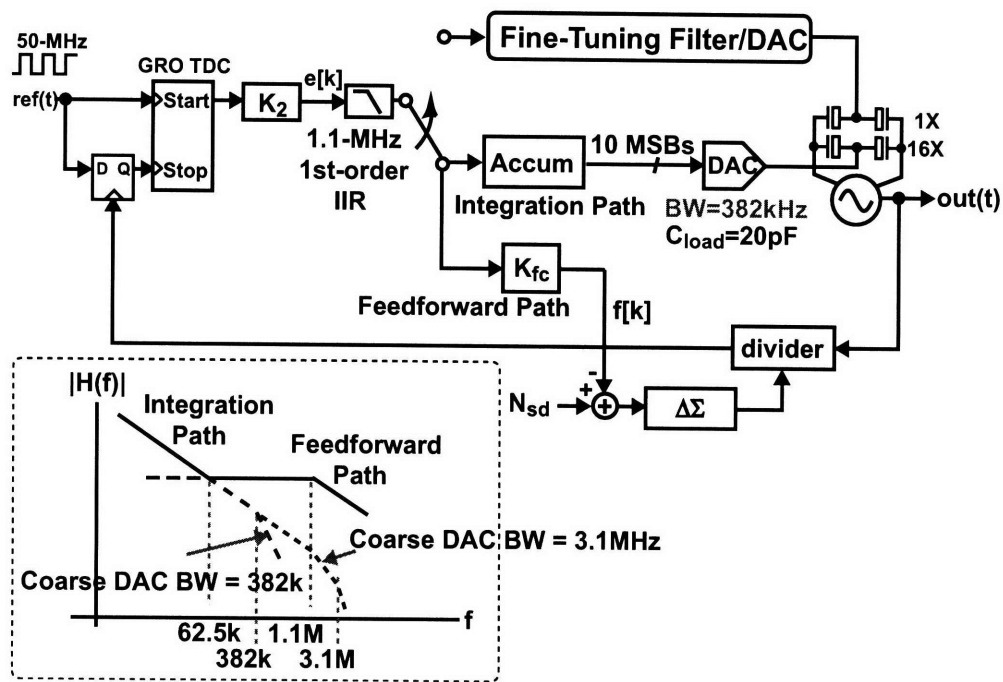 50-MHz
ref(t)
GRO TDC
Start
Stop
D Q
K2
e[k]
1.1-MHz
1st-order
IIR
Fine-Tuning Filter/DAC
Accum
10 MSBs
Integration Path
DAC
BW=382kHz
Cload=20pF
1X
16X
out(t)
Kfc
Feedforward Path
f[k]
divider
-
+
+
Nsd
ΔΣ
|H(f)|
Integration
Path
Feedforward
Path
Coarse DAC BW = 3.1MHz
Coarse DAC BW = 382k
f
62.5k 1.1M
382k 3.1M